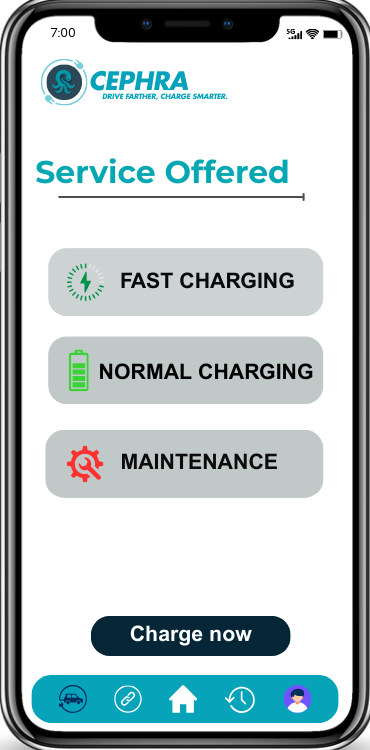 7:00
5G
CEPHRA
DRIVE FARTHER, CHARGE SMARTER.
Service Offered
FAST CHARGING
NORMAL CHARGING
MAINTENANCE
Charge now